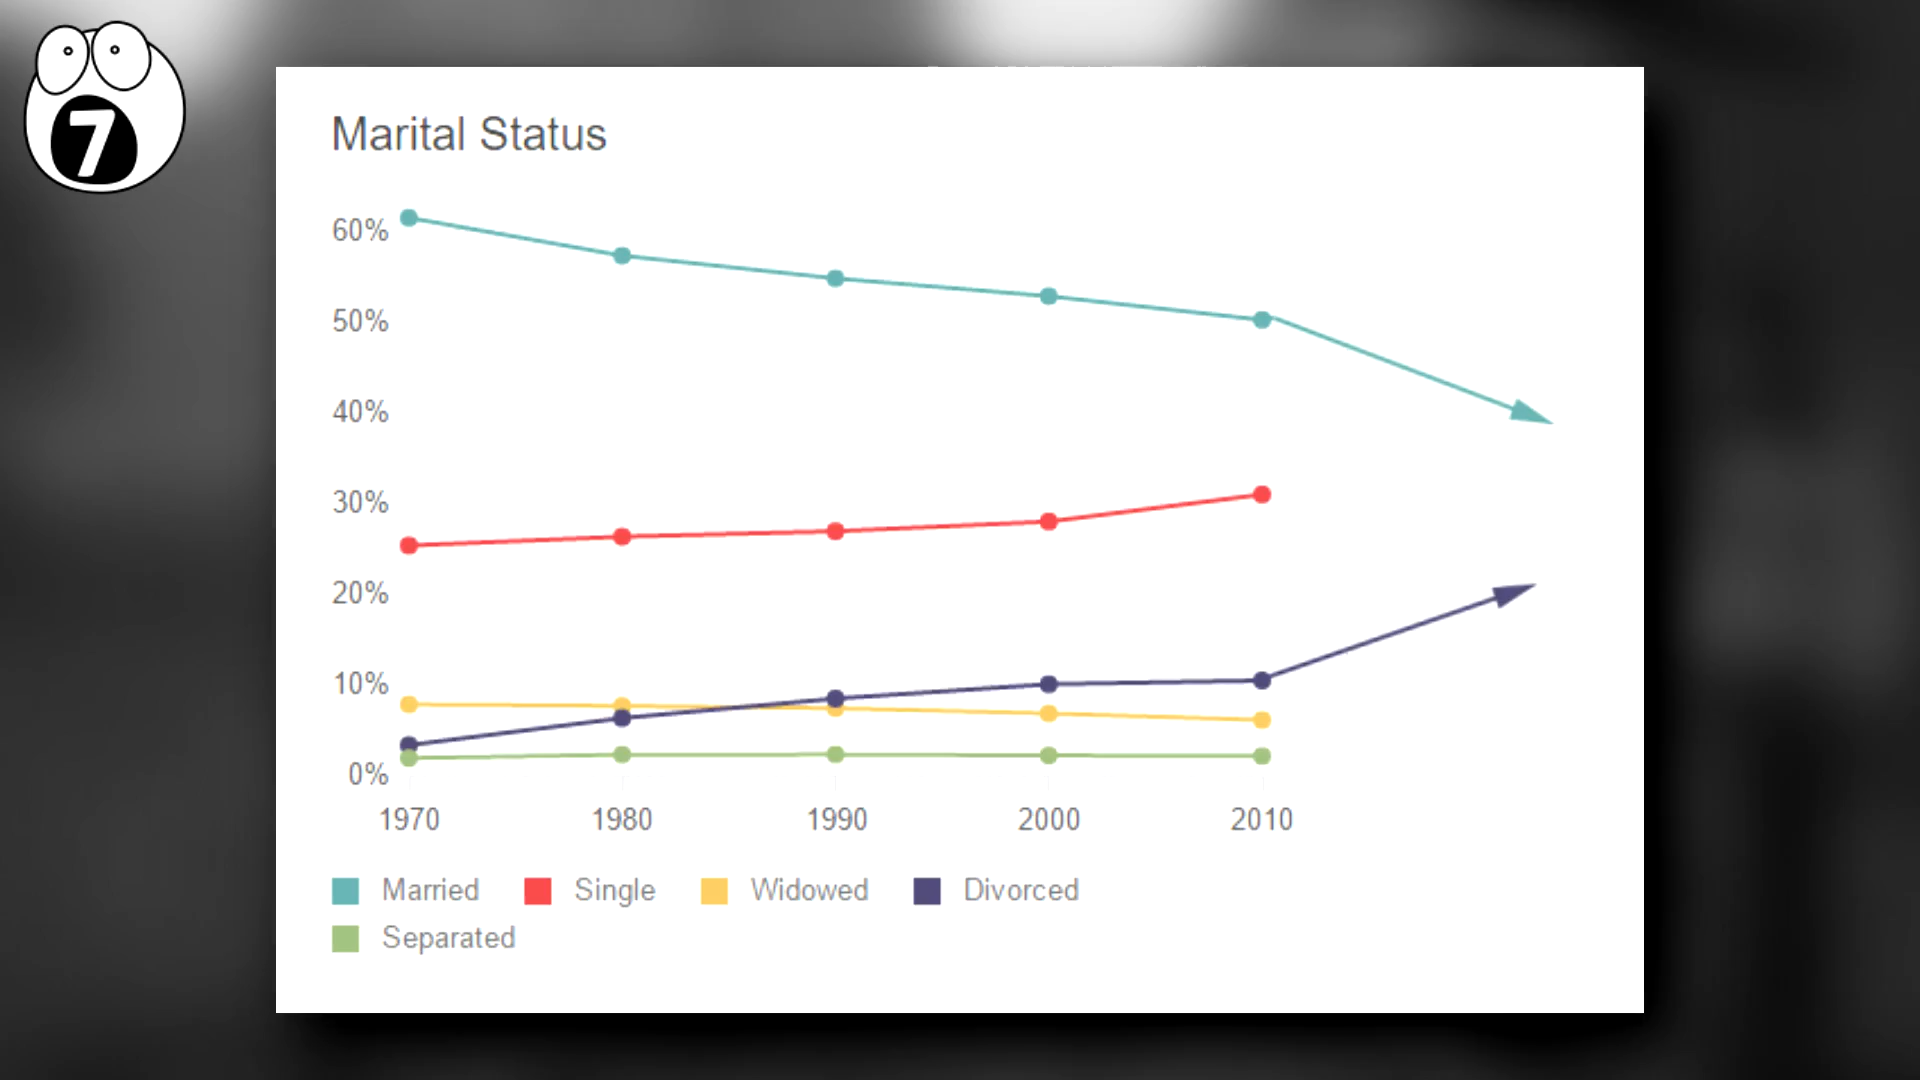 7
Marital Status
60%
50%
40%
30%
20%
10%
0%
1970 1980 1990 2000 2010
Married Single Widowed Divorced
Separated